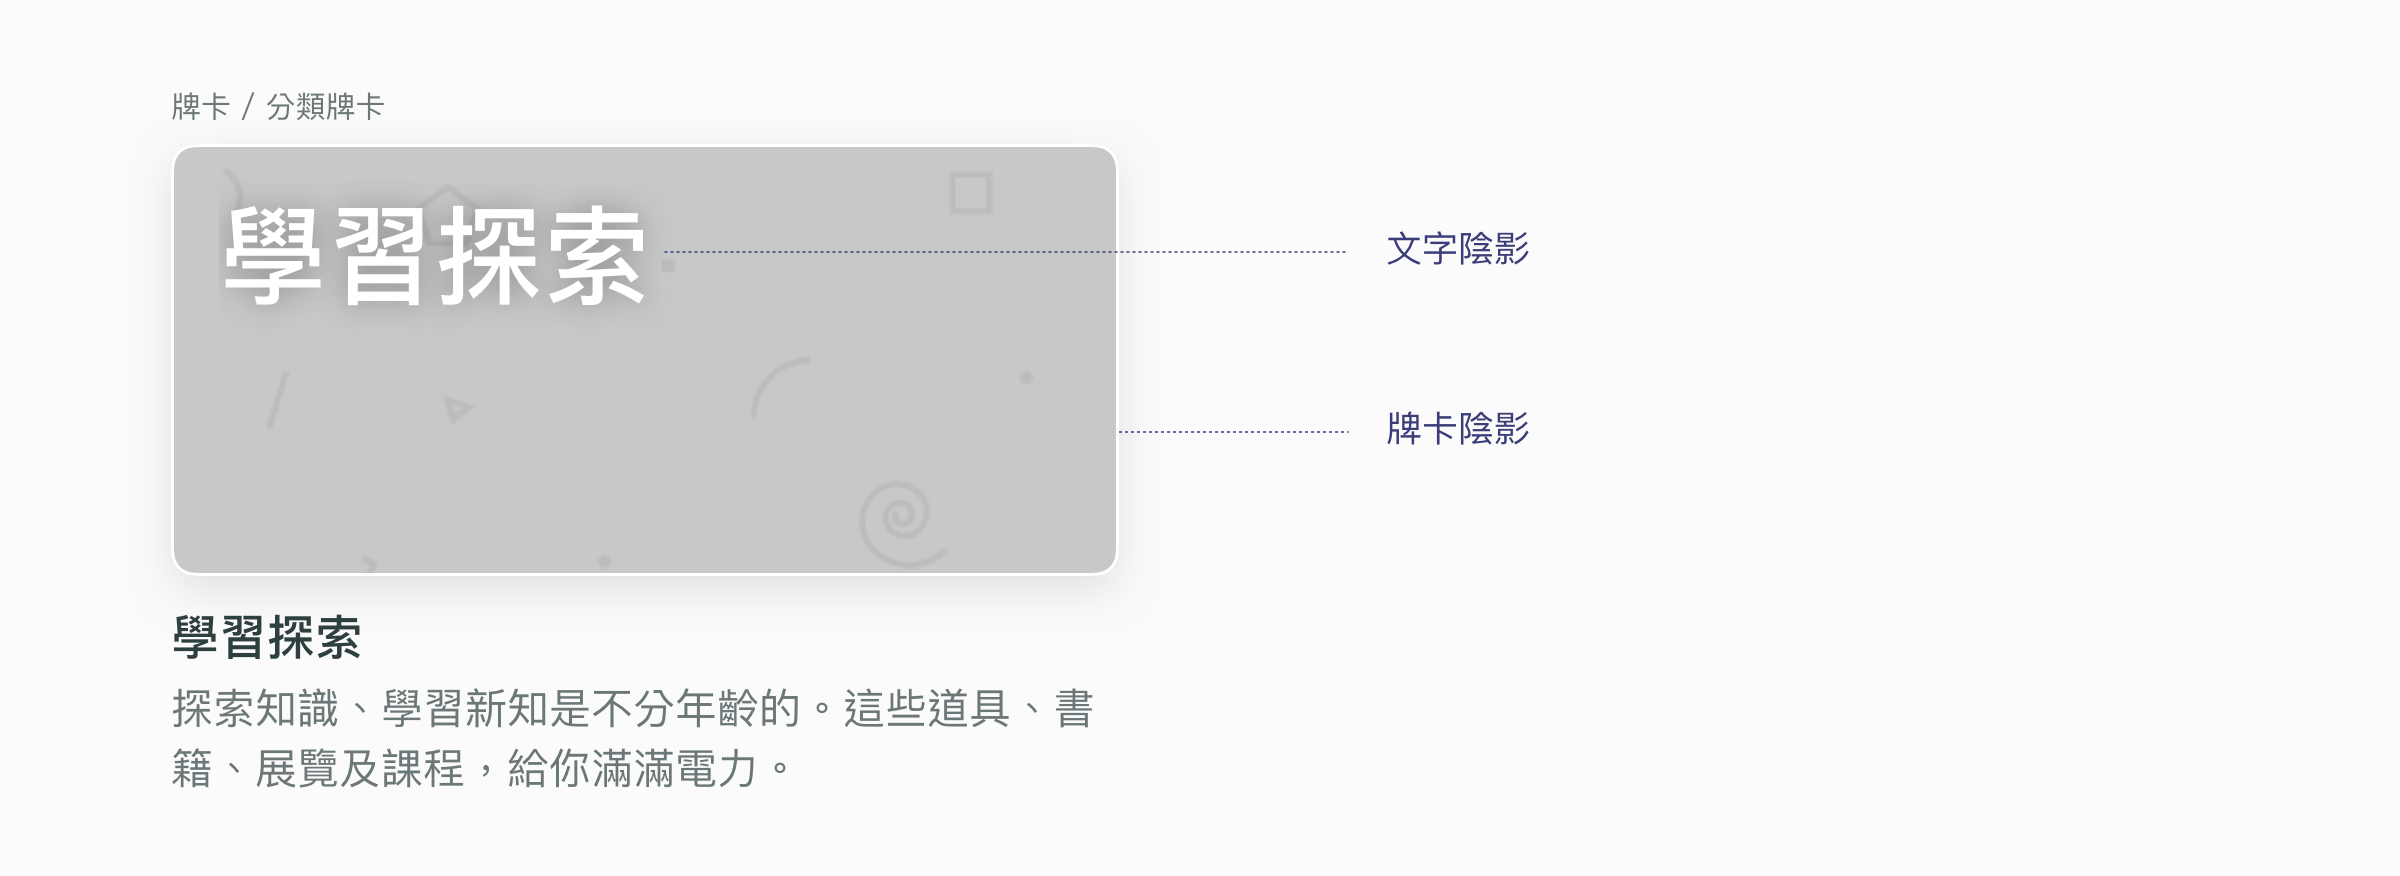 牌卡 / 分類牌卡
學習探索
文字陰影
牌卡陰影
學習探索
探索知識、學習新知是不分年齡的。這些道具、書
籍、展覽及課程，給你滿滿電力。